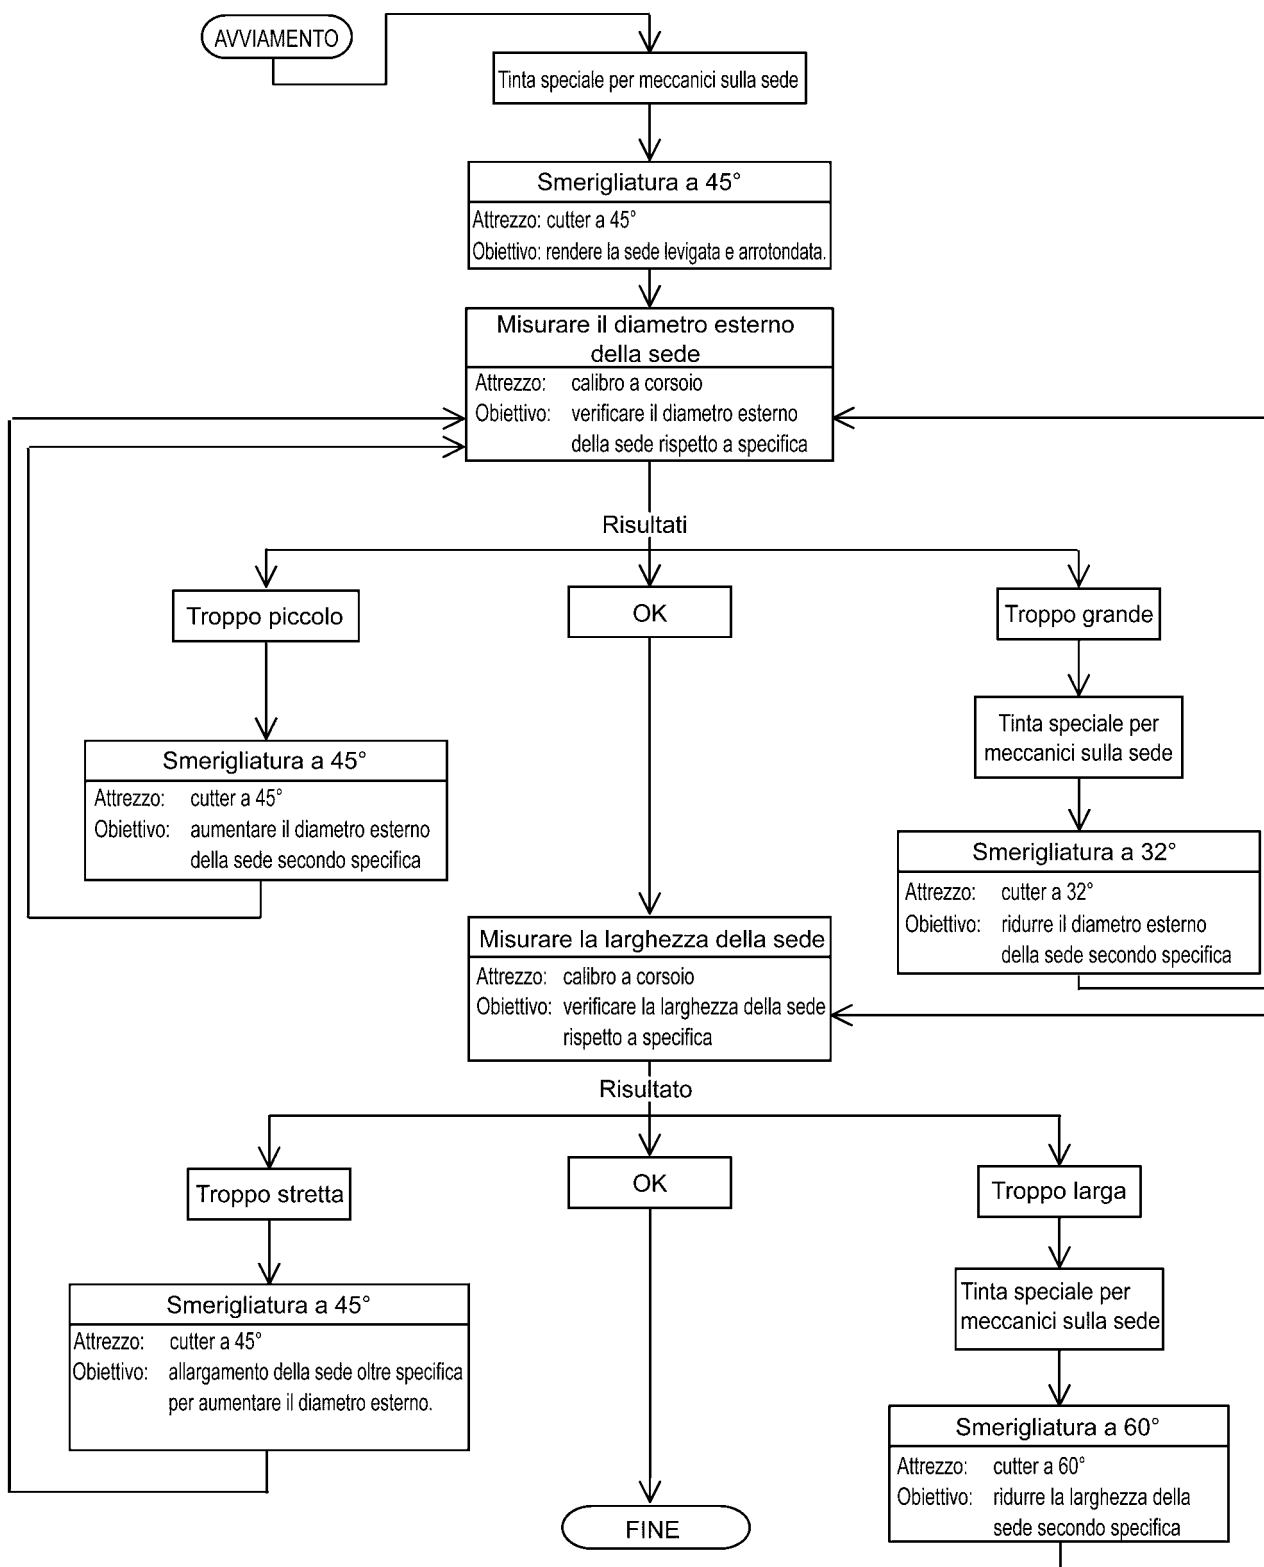 AVVIAMENTO
Tinta speciale per meccanici sulla sede
Smerigliatura a 45°
Attrezzo: cutter a 45°
Obiettivo: rendere la sede levigata e arrotondata.
Misurare il diametro esterno
della sede
Attrezzo: calibro a corsoio
Obiettivo: verificare il diametro esterno
della sede rispetto a specifica
Risultati
Troppo piccolo
OK
Troppo grande
Smerigliatura a 45°
Attrezzo: cutter a 45°
Obiettivo: aumentare il diametro esterno
della sede secondo specifica
Tinta speciale per
meccanici sulla sede
Smerigliatura a 32°
Attrezzo: cutter a 32°
Obiettivo: ridurre il diametro esterno
della sede secondo specifica
Misurare la larghezza della sede
Attrezzo: calibro a corsoio
Obiettivo: verificare la larghezza della sede
rispetto a specifica
Risultato
Troppo stretta
OK
Troppo larga
Smerigliatura a 45°
Attrezzo: cutter a 45°
Obiettivo: allargamento della sede oltre specifica
per aumentare il diametro esterno.
Tinta speciale per
meccanici sulla sede
Smerigliatura a 60°
Attrezzo: cutter a 60°
Obiettivo: ridurre la larghezza della
sede secondo specifica
FINE